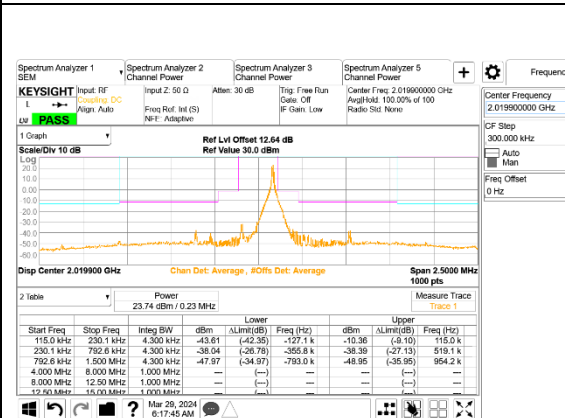 Spectrum Analyzer 1
SEM
Spectrum Analyzer 2
Channel Power
Spectrum Analyzer 3
Channel Power
Spectrum Analyzer 5
Channel Power
+
Frequen
KEYSIGHT
L
PASS
Input: RF
Coupling: DC
Align: Auto
Input Z: 50 Ω
Freq Ref: Int (S)
NFE: Adaptive
Atten: 30 dB
Trig: Free Run
Gate: Off
IF Gain: Low
Center Freq: 2.019900000 GHz
Avg|Hold: 100.00% of 100
Radio Std: None
Center Frequency
2.019900000 GHz
CF Step
300.000 kHz
Auto
Man
Freq Offset
0 Hz
1 Graph
Scale/Div 10 dB
Ref Lvl Offset 12.64 dB
Ref Value 30.0 dBm
Log
20.0
10.0
0.00
-10.0
-20.0
-30.0
-40.0
-50.0
-60.0
Disp Center 2.019900 GHz
Chan Det: Average , #Offs Det: Average
Span 2.5000 MHz
1000 pts
2 Table
Power
23.74 dBm / 0.23 MHz
Measure Trace
Trace 1
Lower Upper
Start Freq Stop Freq Integ BW dBm ΔLimit(dB) Freq (Hz) dBm ΔLimit(dB) Freq (Hz)
115.0 kHz 230.1 kHz 4.300 kHz -43.61 (-42.35) -127.1 k -10.36 (-9.10) 115.0 k
230.1 kHz 792.6 kHz 4.300 kHz -38.04 (-26.78) -355.8 k -38.39 (-27.13) 519.1 k
792.6 kHz 1.500 MHz 4.300 kHz -47.97 (-34.97) -793.0 k -48.95 (-35.95) 954.2 k
4.000 MHz 8.000 MHz 1.000 MHz --- (---) --- --- (---) ---
8.000 MHz 12.50 MHz 1.000 MHz --- (---) --- --- (---) ---
12.50 MHz 15.00 MHz 1.000 MHz --- (---) --- --- (---) ---
?
Mar 29, 2024
6:17:45 AM